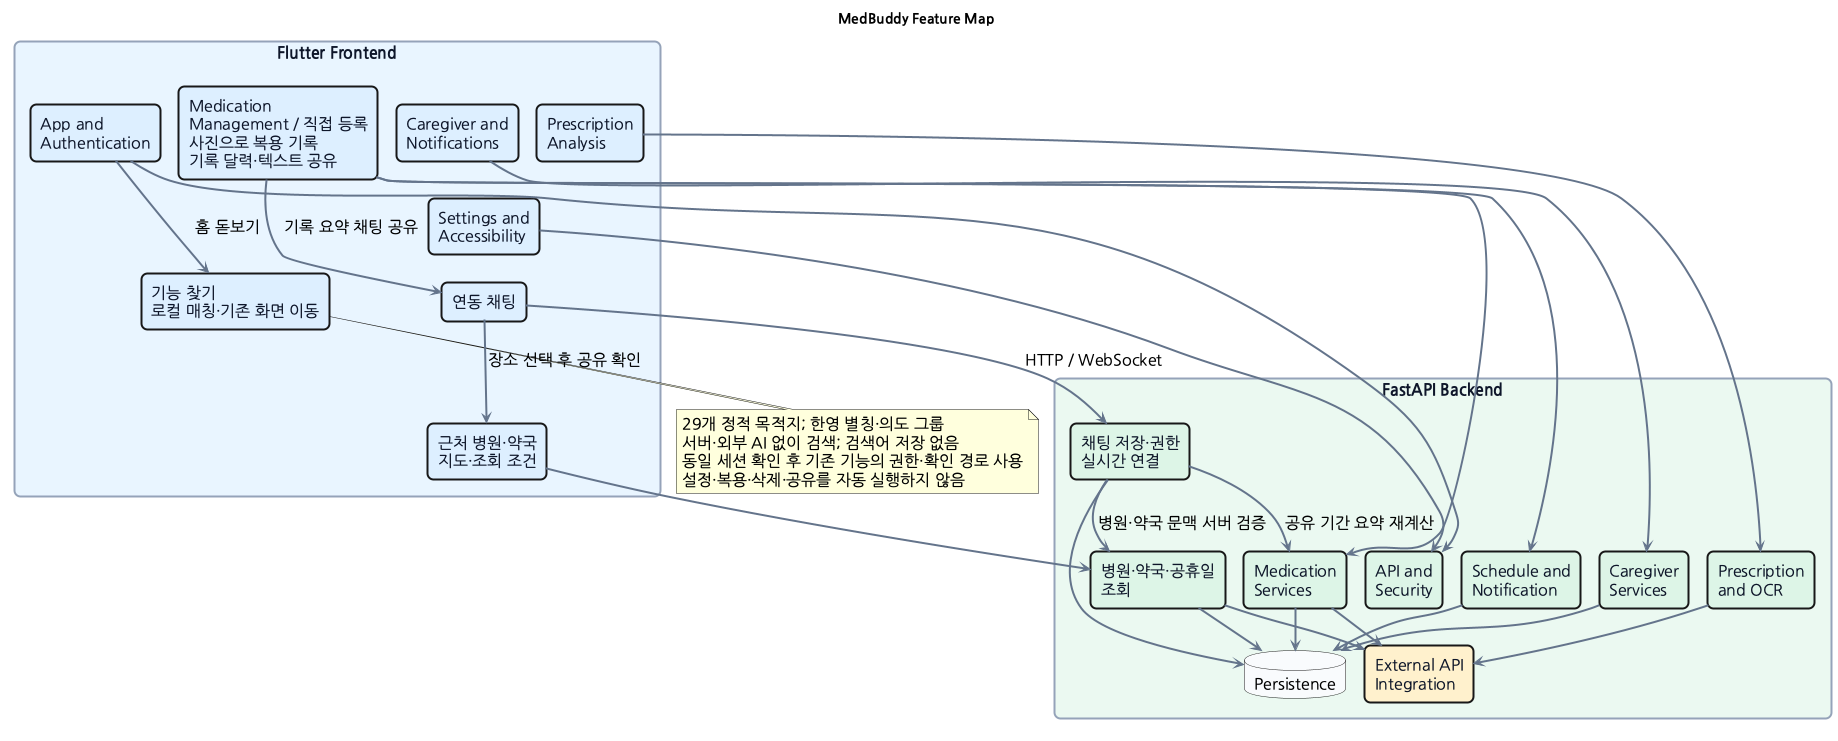 MedBuddy Feature Map
Flutter Frontend
App and
Authentication
Medication
Management / 직접 등록
사진으로 복용 기록
기록 달력·텍스트 공유
Caregiver and
Notifications
Prescription
Analysis
홈 돋보기
기록 요약 채팅 공유
Settings and
Accessibility
기능 찾기
로컬 매칭·기존 화면 이동
연동 채팅
장소 선택 후 공유 확인
HTTP / WebSocket
근처 병원·약국
지도·조회 조건
29개 정적 목적지; 한영 별칭·의도 그룹
서버·외부 AI 없이 검색; 검색어 저장 없음
동일 세션 확인 후 기존 기능의 권한·확인 경로 사용
설정·복용·삭제·공유를 자동 실행하지 않음
FastAPI Backend
채팅 저장·권한
실시간 연결
병원·약국 문맥 서버 검증
공유 기간 요약 재계산
병원·약국·공휴일
조회
Medication
Services
API and
Security
Schedule and
Notification
Caregiver
Services
Prescription
and OCR
Persistence
External API
Integration